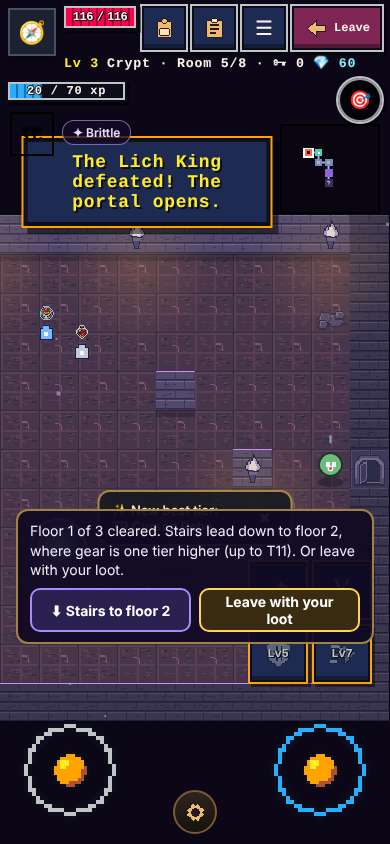 116 / 116
Leave
Lv 3 Crypt · Room 5/8 · 0 60
20 / 70 xp
✦ Brittle
The Lich King
defeated! The
portal opens.
Floor 1 of 3 cleared. Stairs lead down to floor 2,
where gear is one tier higher (up to T11). Or leave
with your loot.
⬇ Stairs to floor 2
Leave with your
loot
Lv5
Lv7